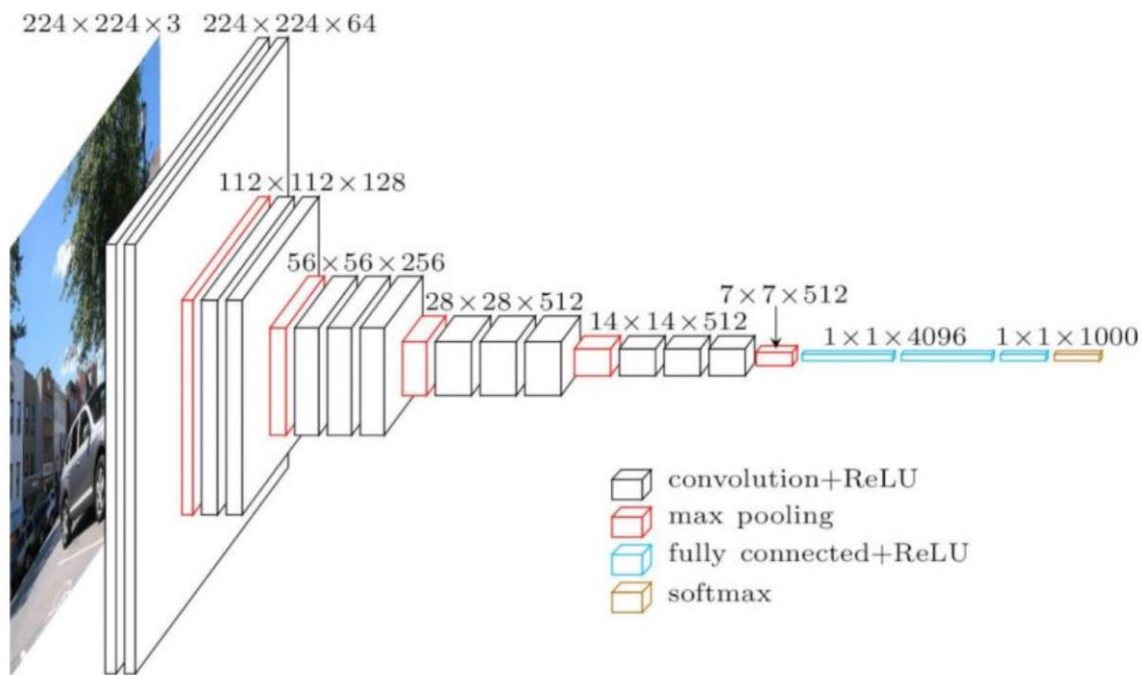 224×224×3
224×224×64
112×112×128
56×56×256
28×28×512
14×14×512
7×7×512
1×1×4096
1×1×1000
convolution+ReLU
max pooling
fully connected+ReLU
softmax